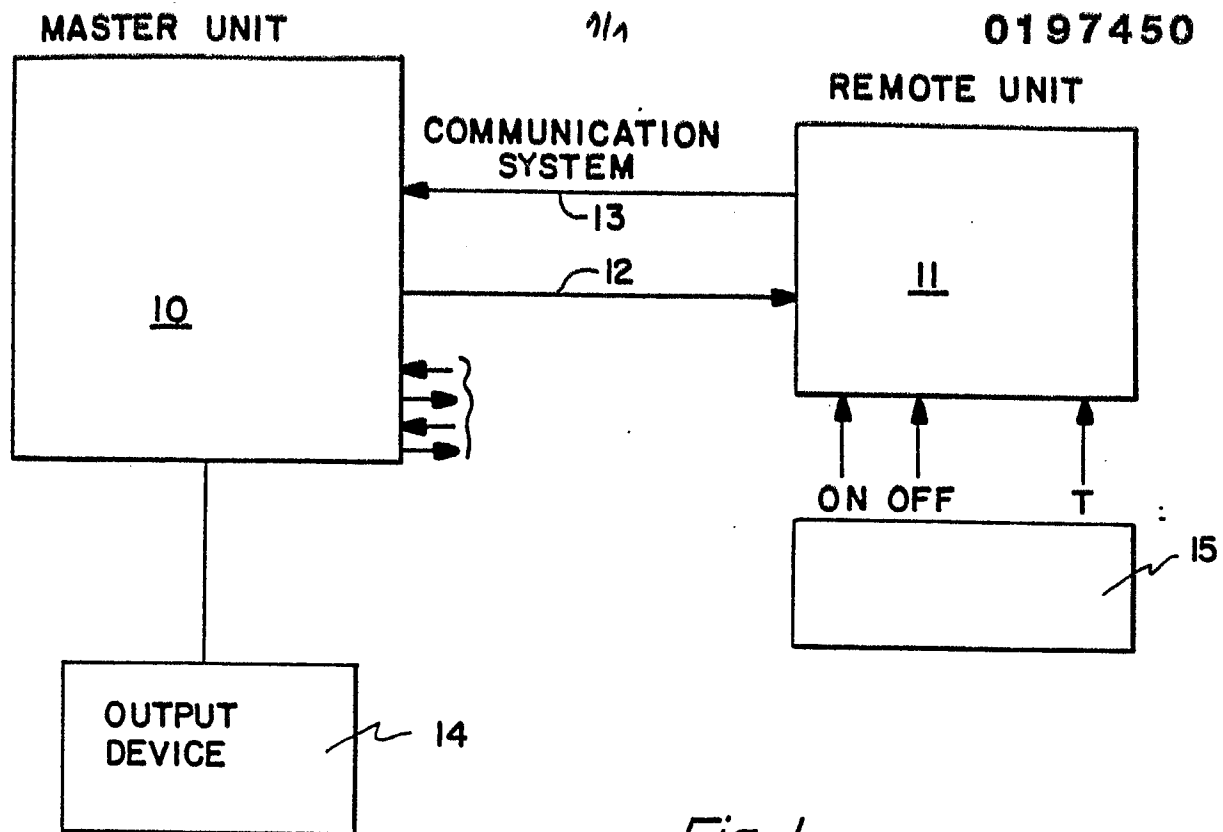 MASTER UNIT
1/1
0197450
REMOTE UNIT
COMMUNICATION
SYSTEM
13
12
10
11
ON OFF
T
15
OUTPUT
DEVICE
14
Fig. 1